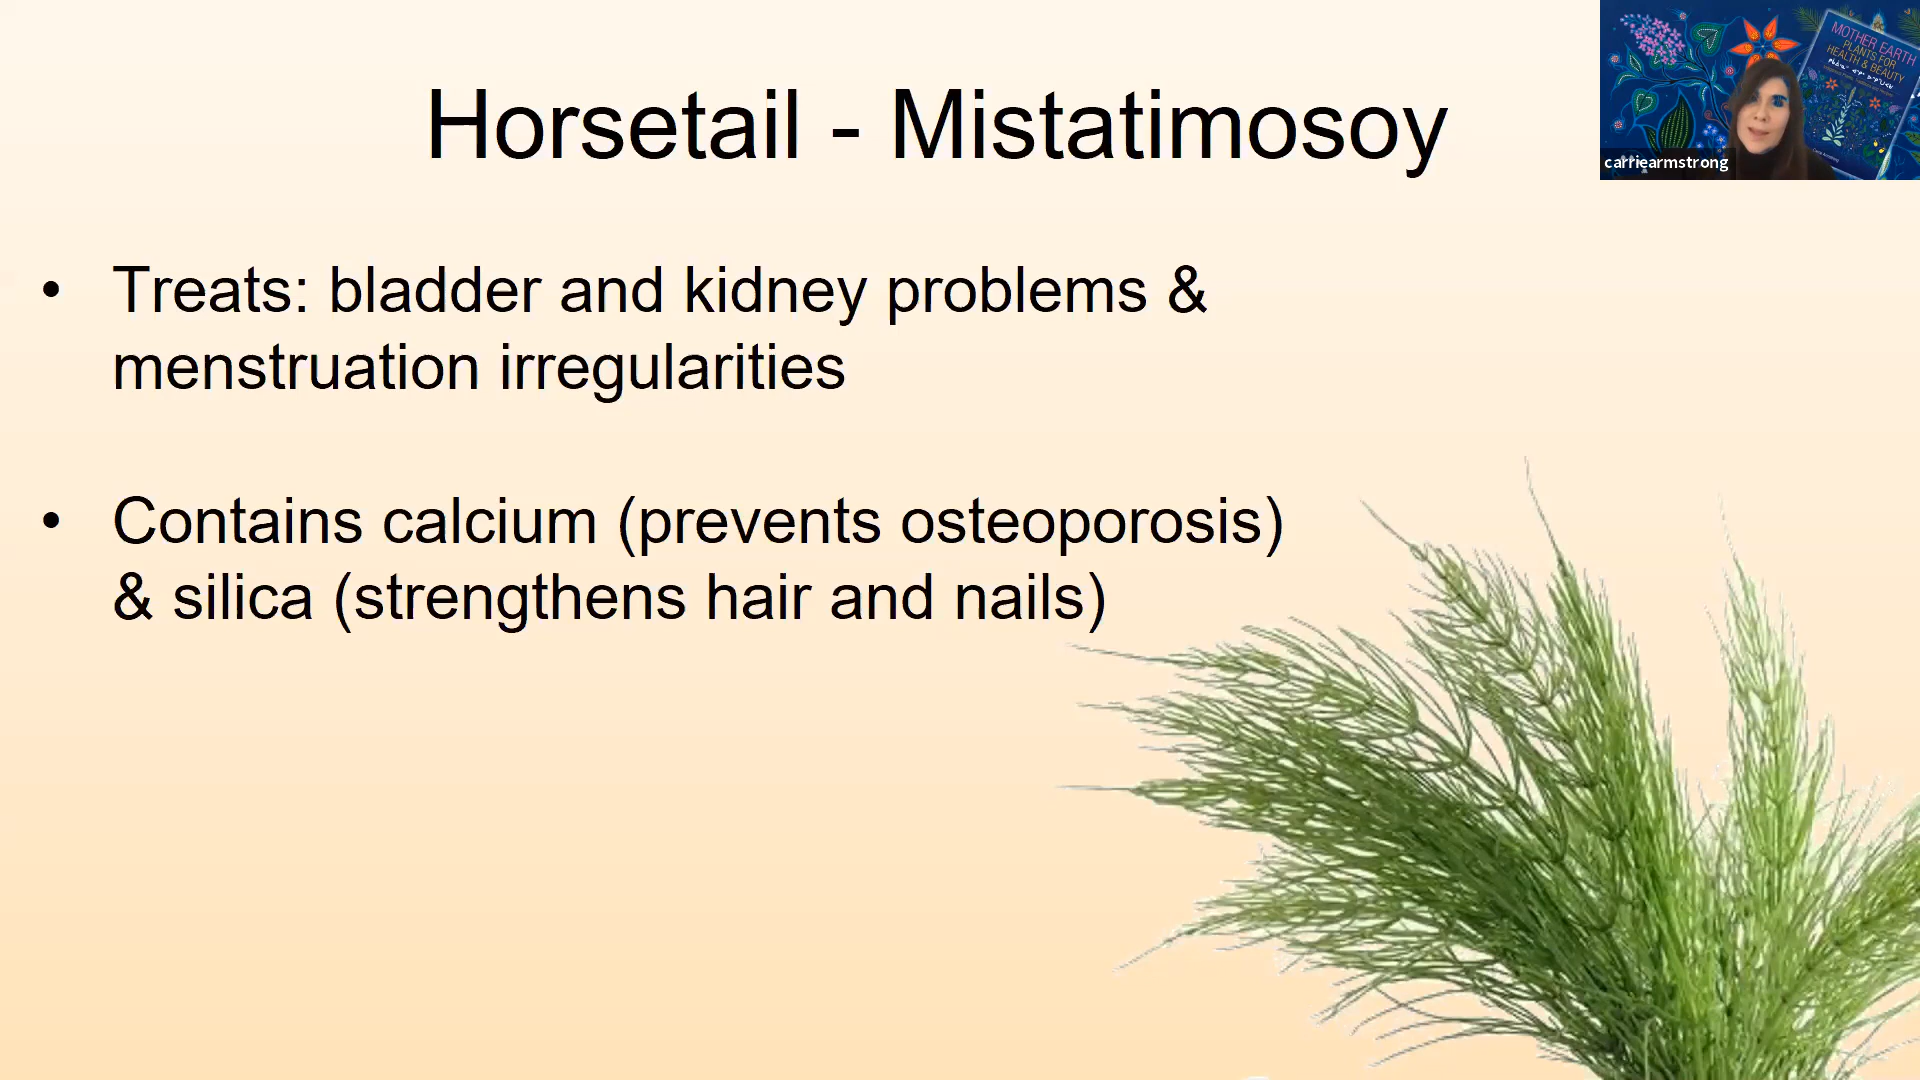 Horsetail - Mistatimosoy
• Treats: bladder and kidney problems &
menstruation irregularities
• Contains calcium (prevents osteoporosis)
& silica (strengthens hair and nails)
MOTHER EARTH
PLANTS FOR
HEALTH & BEAUTY
carriearmstrong